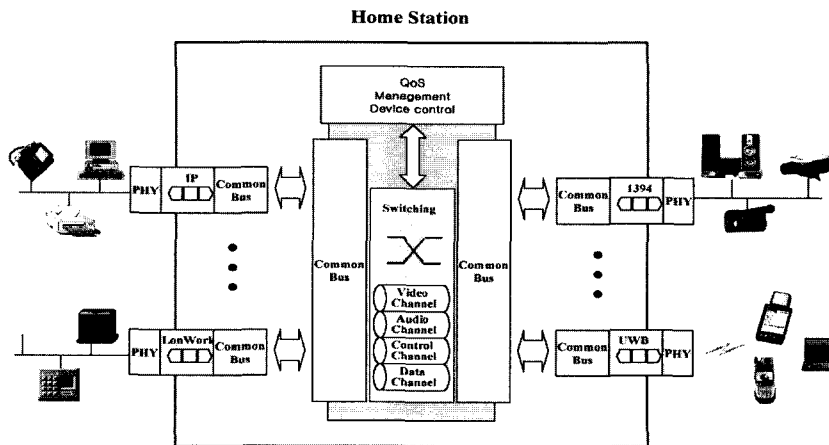 Home Station
QoS
Management
Device control
PHY
IP
Common
Bus
Common
Bus
1394
PHY
Switching
Common
Bus
Common
Bus
Video
Channel
Audio
Channel
Control
Channel
Data
Channel
PHY
LonWork
Common
Bus
Common
Bus
UWB
PHY